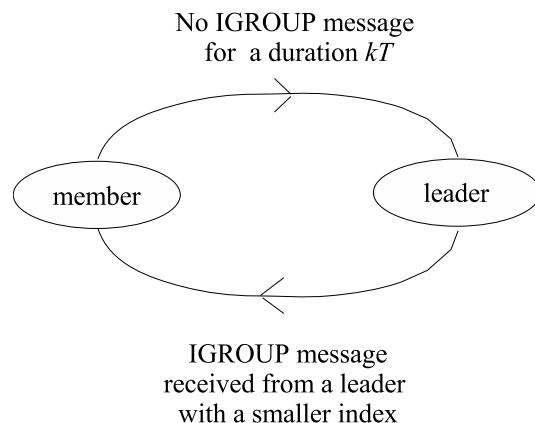 No IGROUP message
for a duration kT
member
leader
IGROUP message
received from a leader
with a smaller index